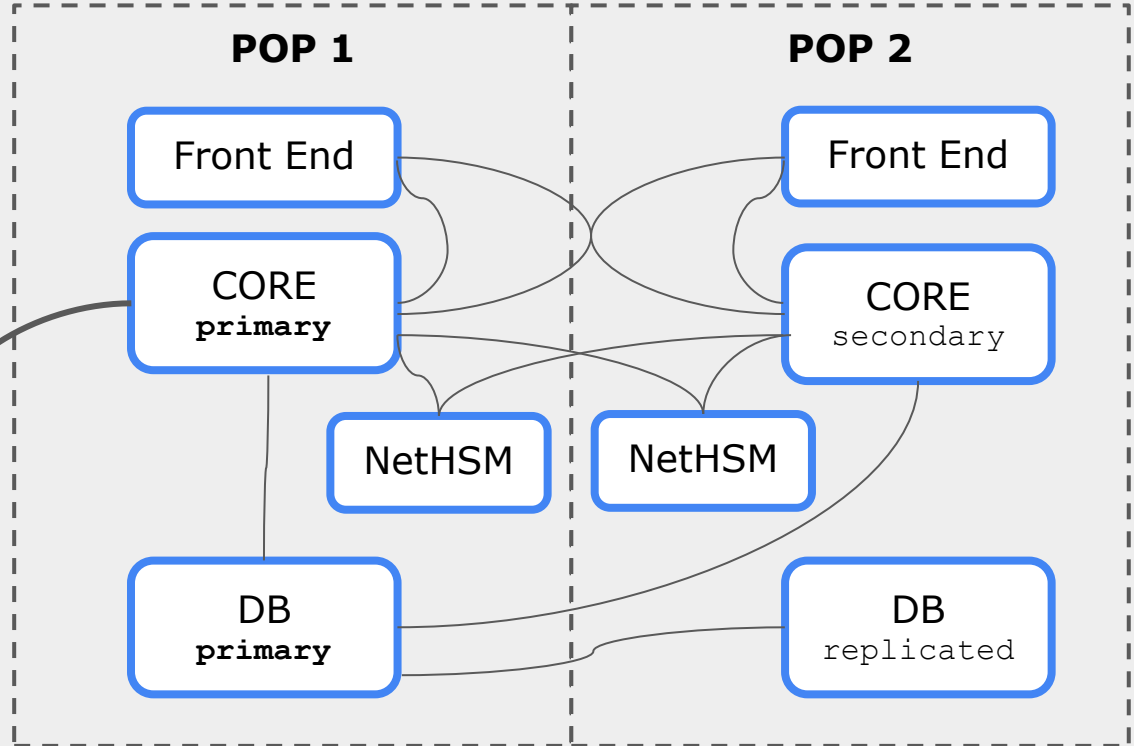 POP 1
POP 2
Front End
Front End
CORE
primary
CORE
secondary
NetHSM
NetHSM
DB
primary
DB
replicated